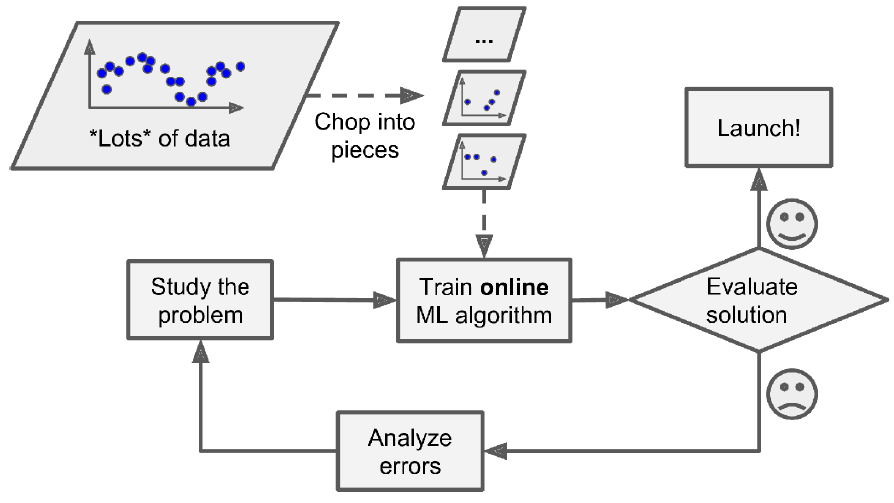 *Lots* of data
Chop into
pieces
...
Launch!
Study the
problem
Train online
ML algorithm
Evaluate
solution
Analyze
errors